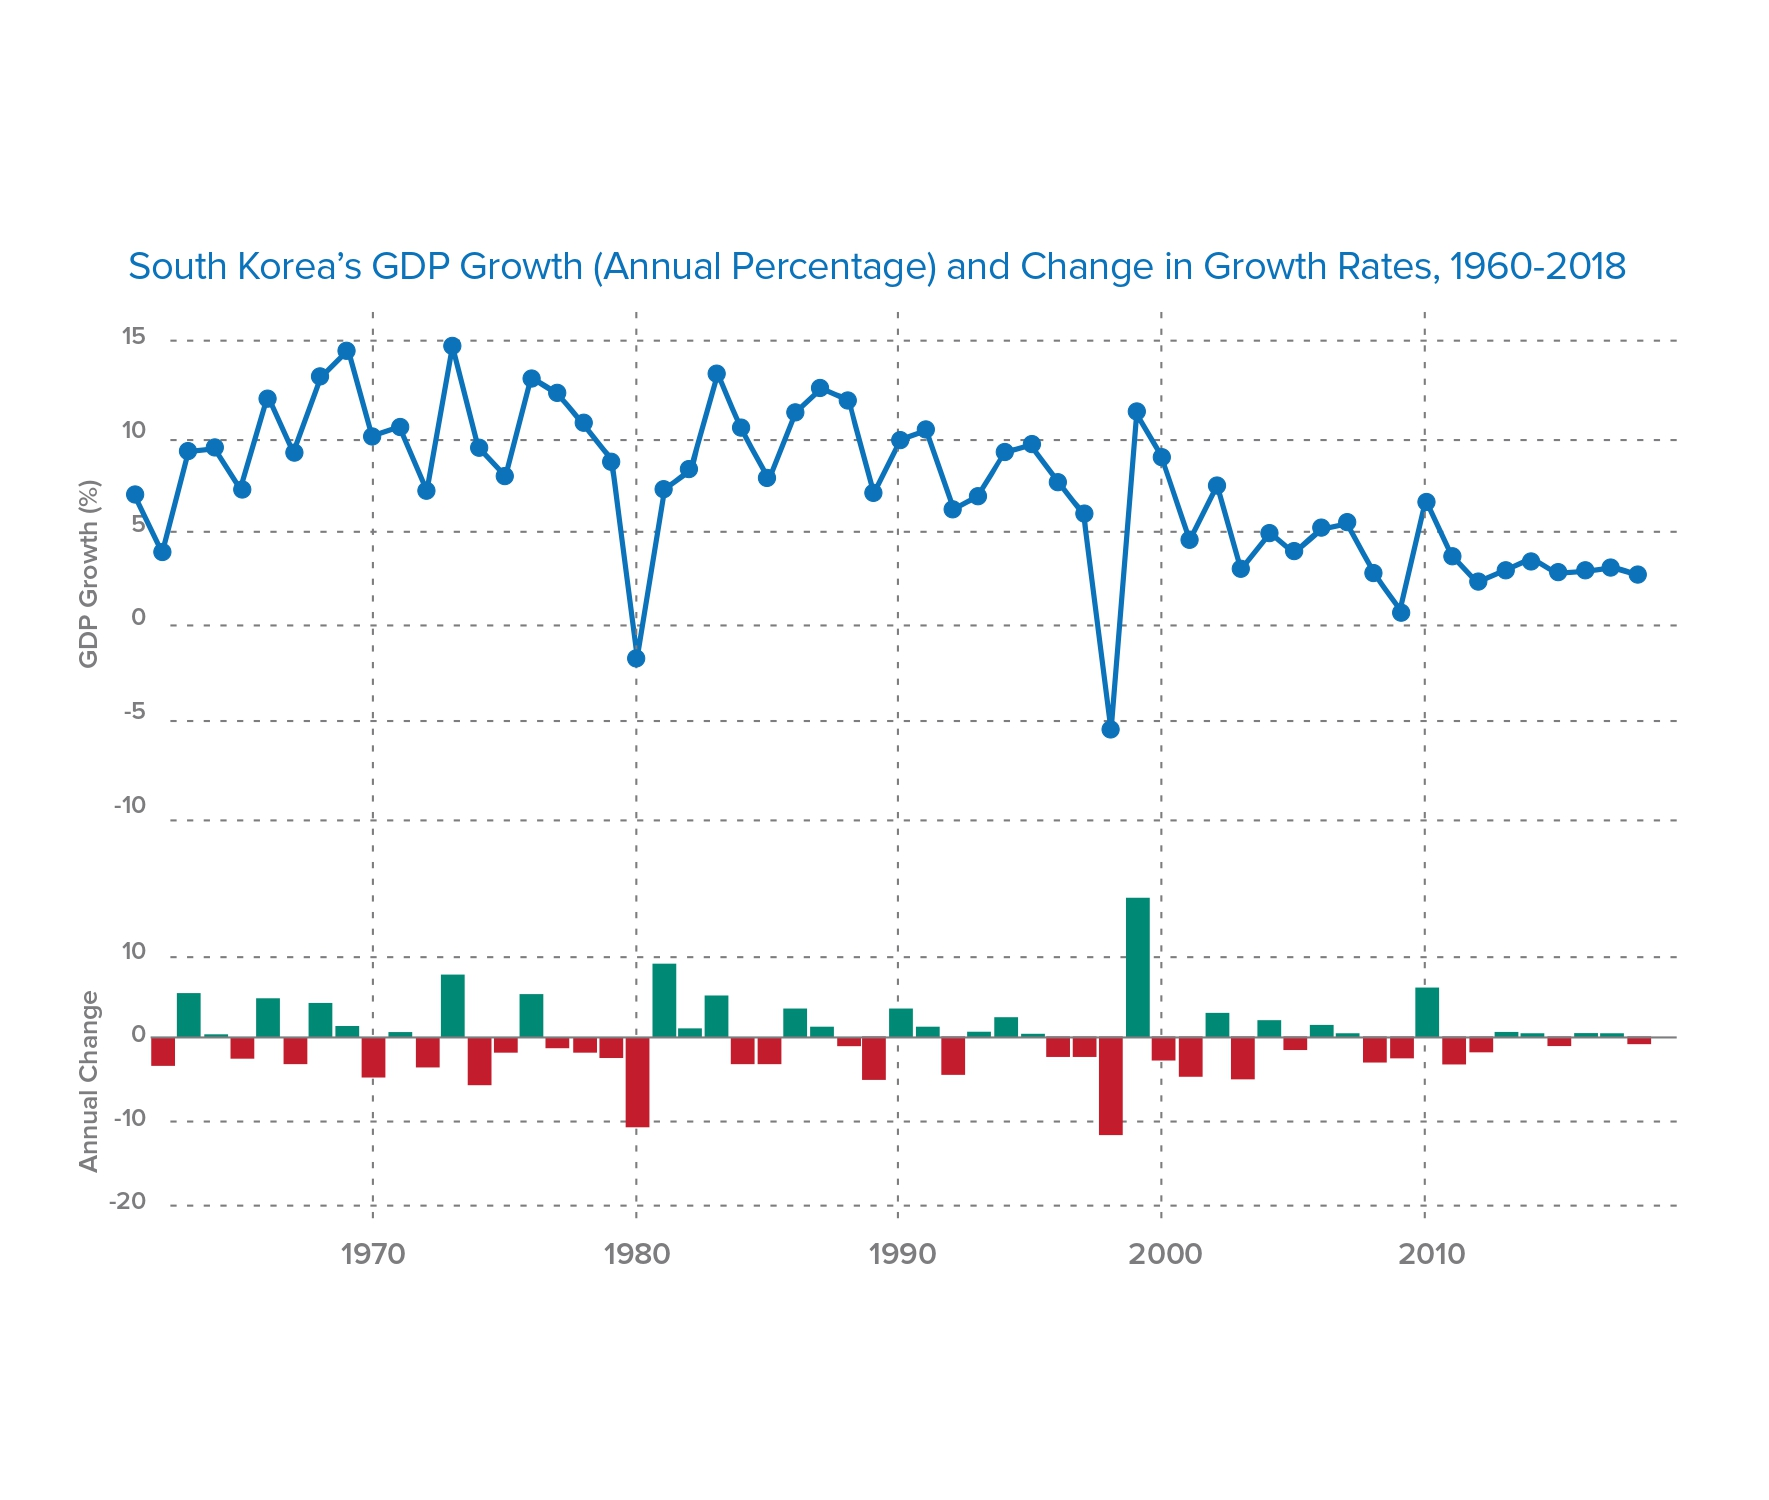 South Korea’s GDP Growth (Annual Percentage) and Change in Growth Rates, 1960-2018
GDP Growth (%)
15
10
5
0
-5
-10
Annual Change
10
0
-10
-20
1970 1980 1990 2000 2010